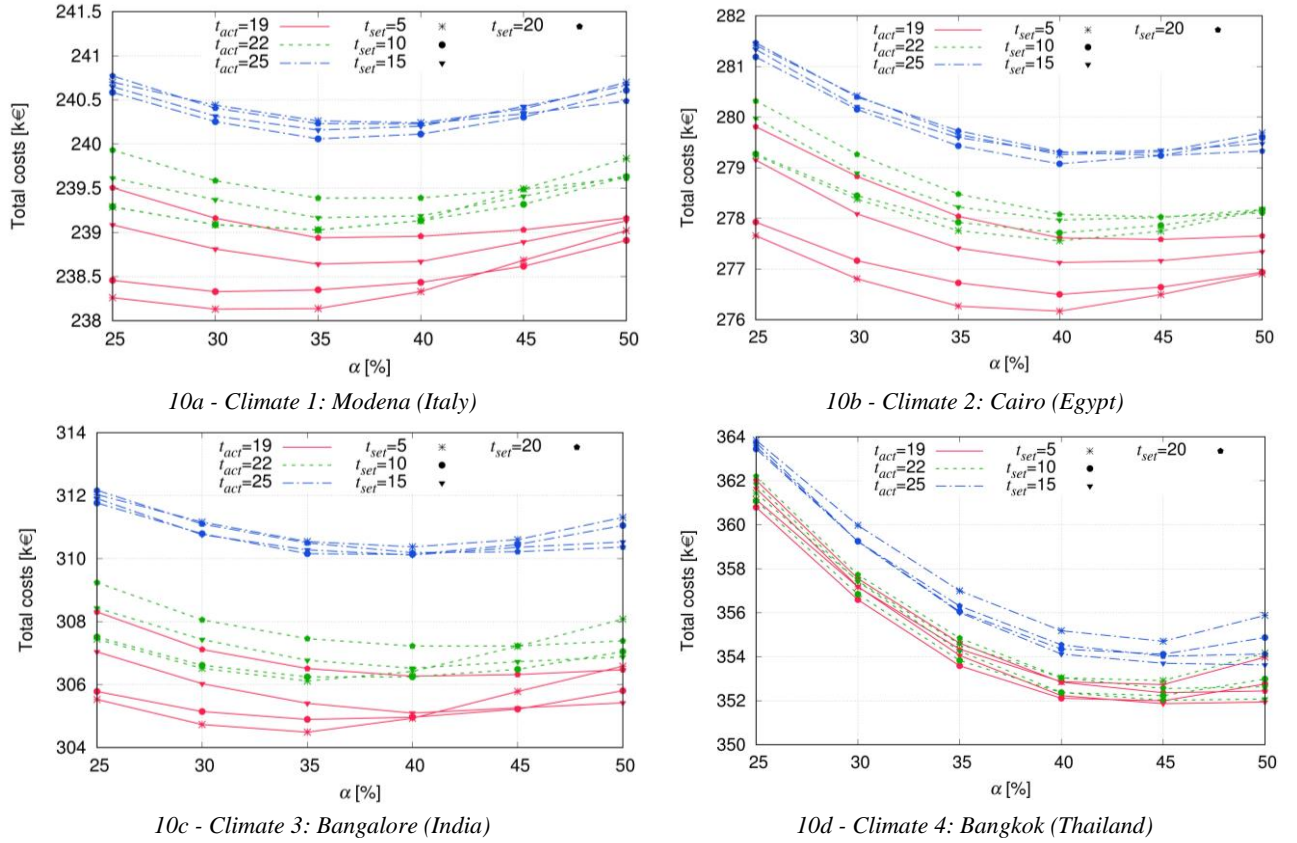 241.5
241
240.5
240
239.5
239
238.5
238
Total costs [k€]
t_act=19 t_set=5 t_set=20
t_act=22 t_set=10
t_act=25 t_set=15
25 30 35 40 45 50
α [%]
10a - Climate 1: Modena (Italy)
282
281
280
279
278
277
276
Total costs [k€]
t_act=19 t_set=5 t_set=20
t_act=22 t_set=10
t_act=25 t_set=15
25 30 35 40 45 50
α [%]
10b - Climate 2: Cairo (Egypt)
314
312
310
308
306
304
Total costs [k€]
t_act=19 t_set=5 t_set=20
t_act=22 t_set=10
t_act=25 t_set=15
25 30 35 40 45 50
α [%]
10c - Climate 3: Bangalore (India)
364
362
360
358
356
354
352
350
Total costs [k€]
t_act=19 t_set=5 t_set=20
t_act=22 t_set=10
t_act=25 t_set=15
25 30 35 40 45 50
α [%]
10d - Climate 4: Bangkok (Thailand)